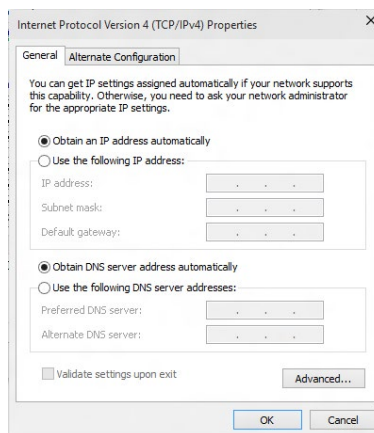 Internet Protocol Version 4 (TCP/IPv4) Properties
General Alternate Configuration
You can get IP settings assigned automatically if your network supports
this capability. Otherwise, you need to ask your network administrator
for the appropriate IP settings.
Obtain an IP address automatically
Use the following IP address:
IP address:
Subnet mask:
Default gateway:
Obtain DNS server address automatically
Use the following DNS server addresses:
Preferred DNS server:
Alternate DNS server:
Validate settings upon exit
Advanced...
OK Cancel